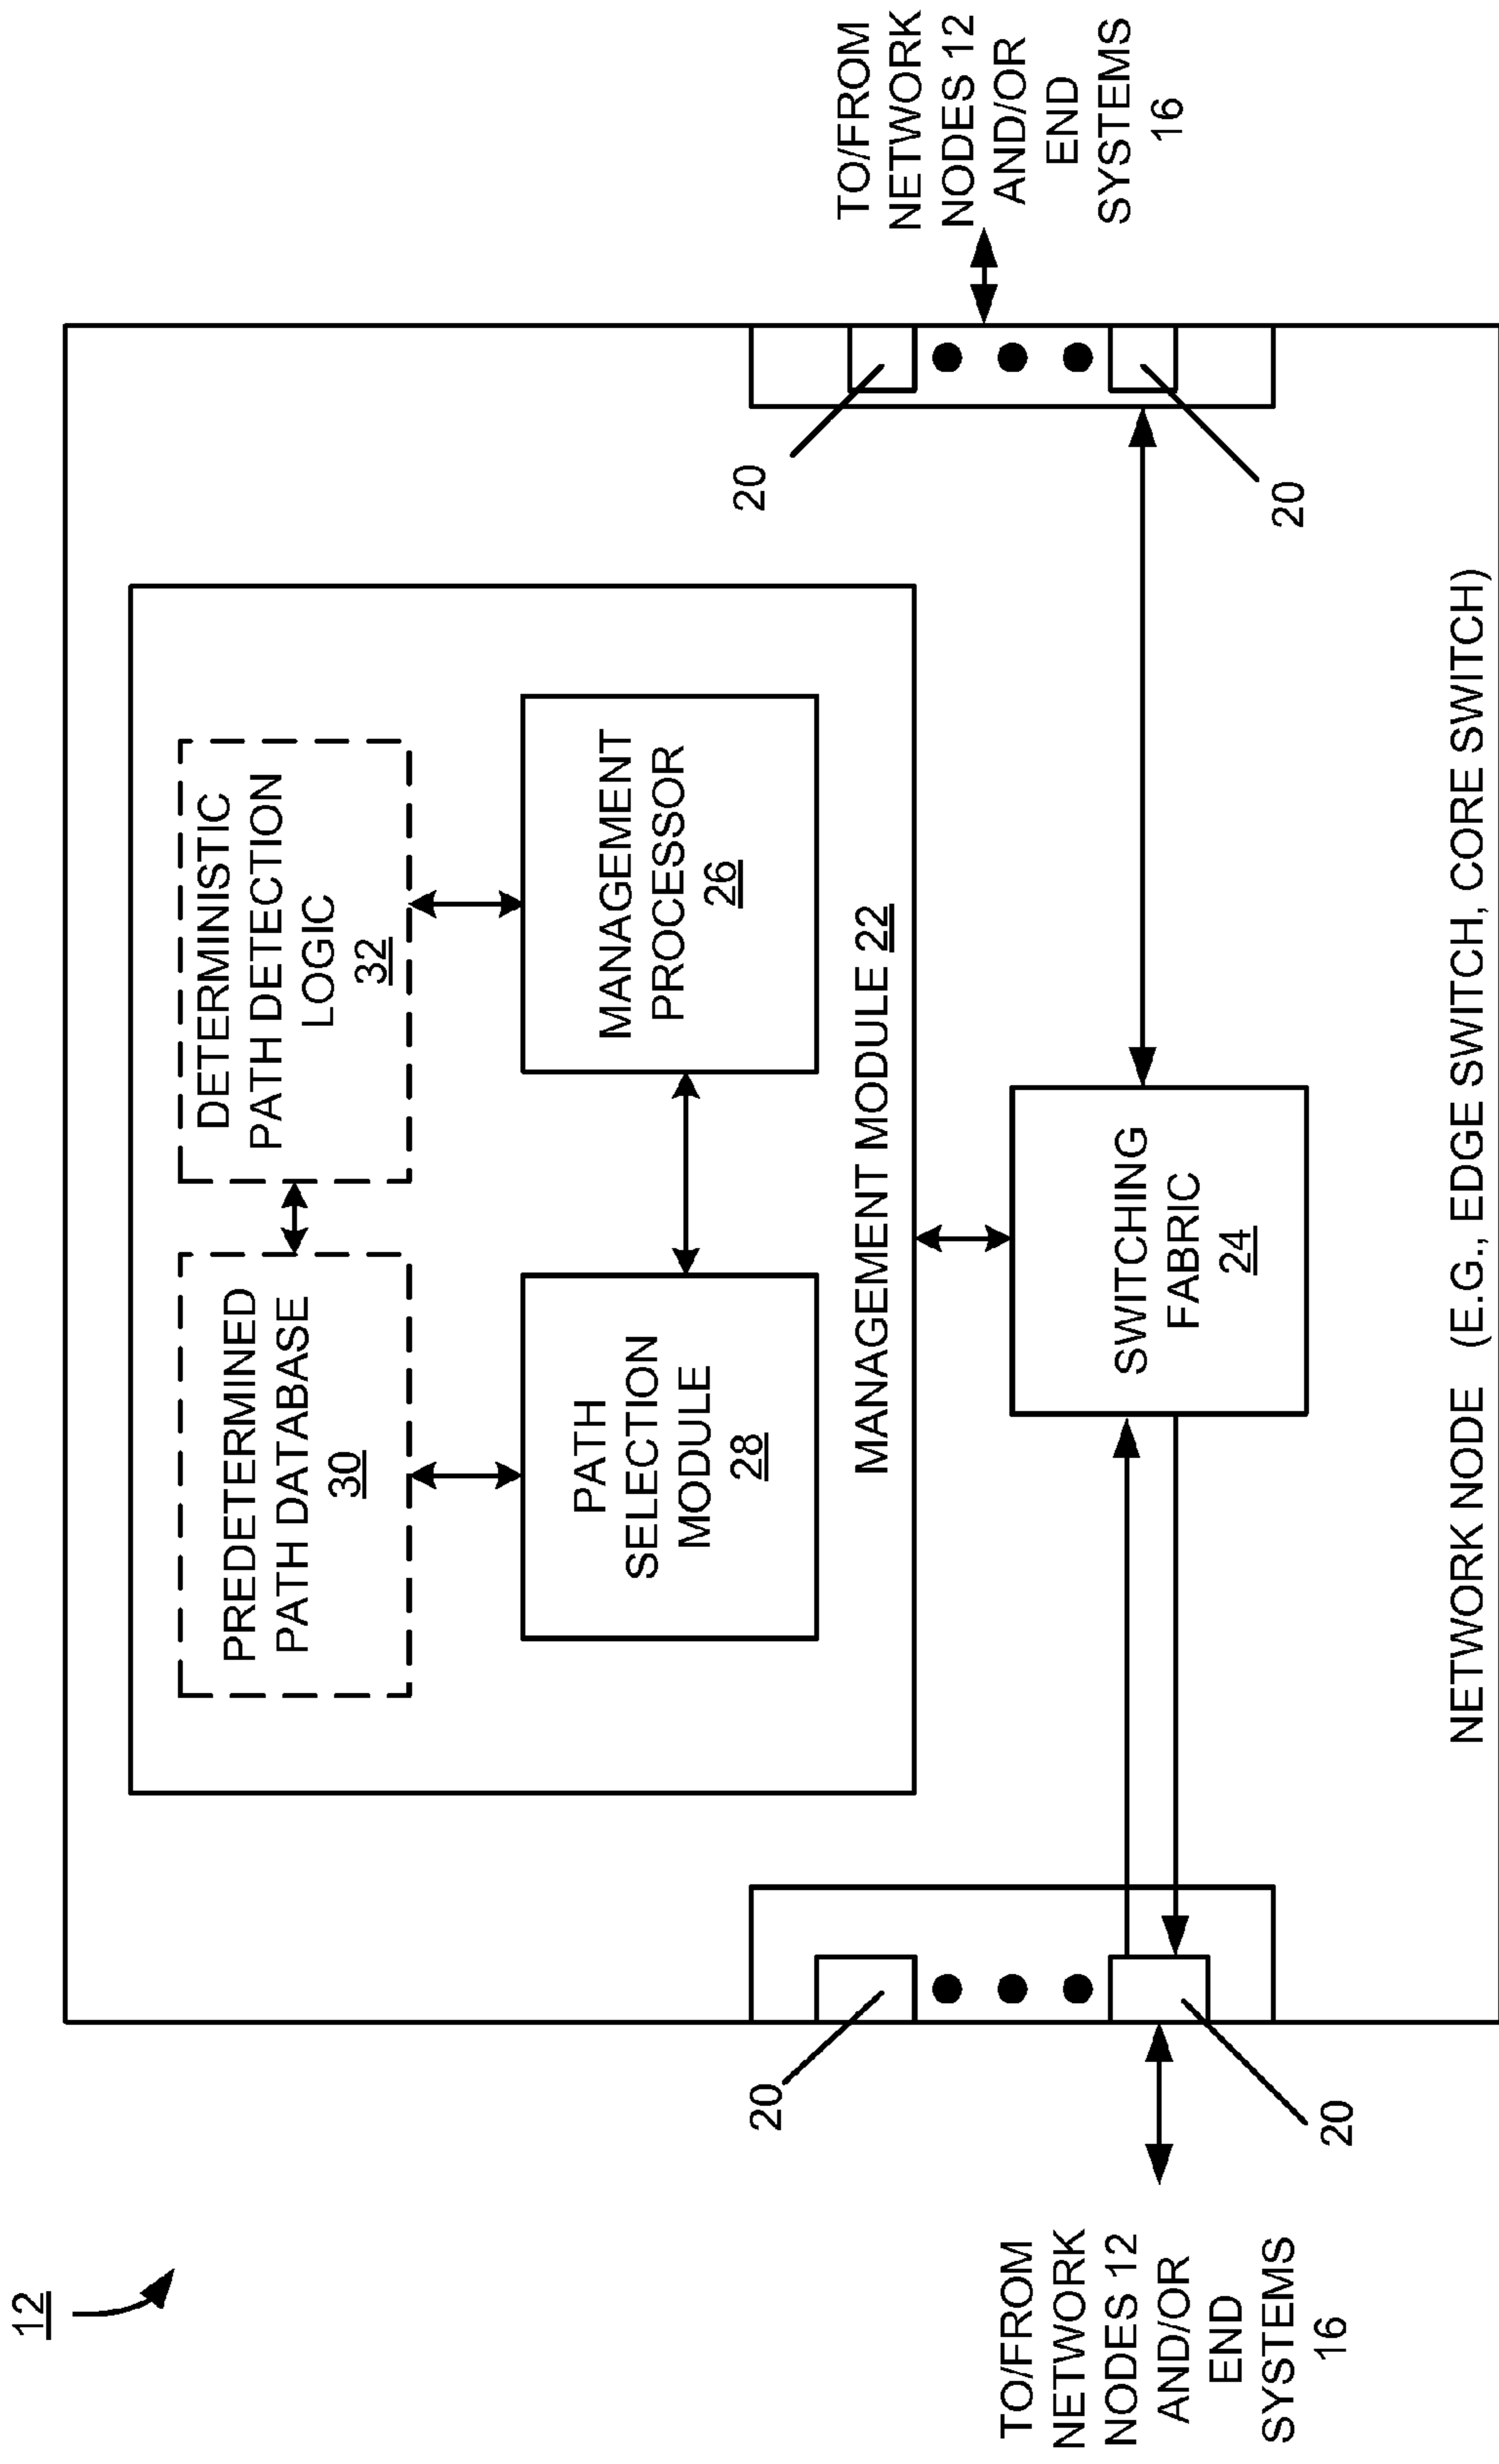 12
PREDETERMINED
PATH DATABASE
30
DETERMINISTIC
PATH DETECTION
LOGIC
32
PATH
SELECTION
MODULE
28
MANAGEMENT
PROCESSOR
26
MANAGEMENT MODULE 22
20
20
TO/FROM
NETWORK
NODES 12
AND/OR
END
SYSTEMS
16
SWITCHING
FABRIC
24
20
20
TO/FROM
NETWORK
NODES 12
AND/OR
END
SYSTEMS
16
NETWORK NODE (E.G., EDGE SWITCH, CORE SWITCH)